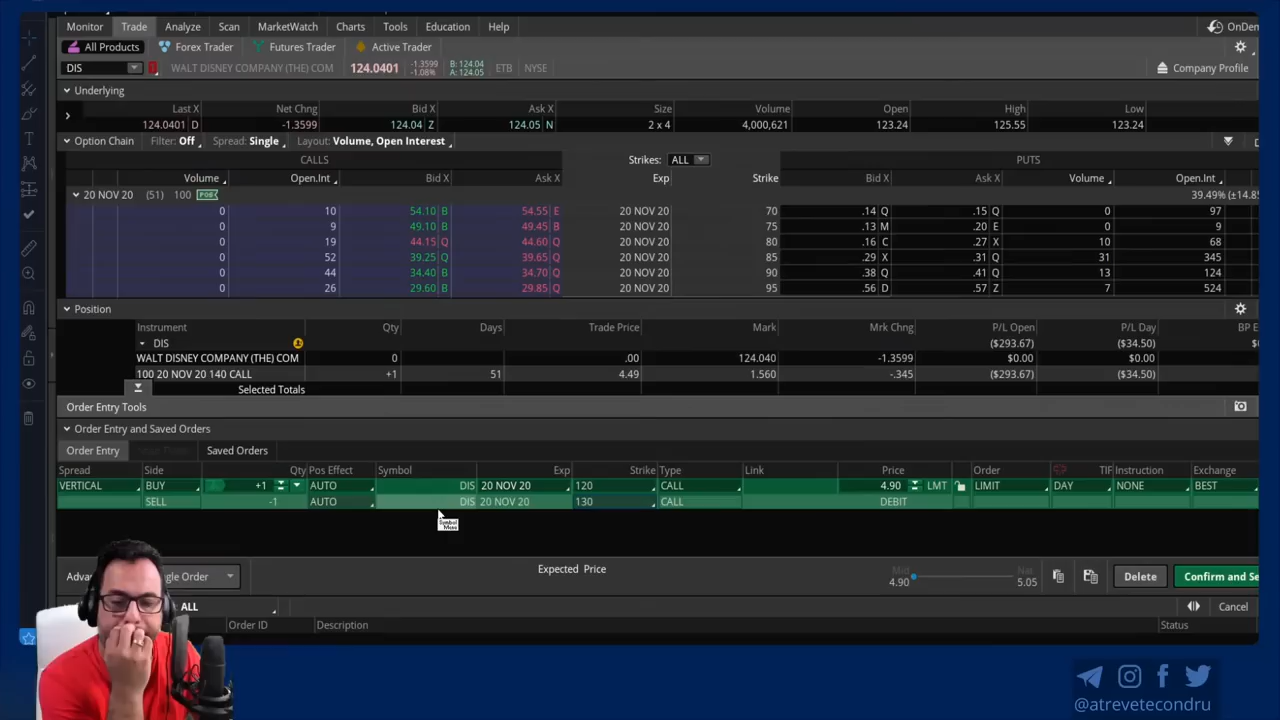 Monitor Trade Analyze Scan MarketWatch Charts Tools Education Help OnDem
All Products Forex Trader Futures Trader Active Trader
DIS WALT DISNEY COMPANY (THE) COM 124.0401 -1.3599 B: 124.04 ETB NYSE Company Profile
-1.08% A: 124.05
Underlying
Last X Net Chng Bid X Ask X Size Volume Open High Low
124.0401 D -1.3599 124.04 Z 124.05 N 2 x 4 4,000,621 123.24 125.55 123.24
Option Chain Filter: Off Spread: Single Layout: Volume, Open Interest
CALLS Strikes: ALL PUTS
Volume Open.Int Bid X Ask X Exp Strike Bid X Ask X Volume Open.Int
20 NOV 20 (51) 100 39.49% (±14.85
0 10 54.10 B 54.55 E 20 NOV 20 70 .14 Q .15 Q 0 97
0 9 49.10 B 49.45 B 20 NOV 20 75 .13 M .20 E 0 9
0 19 44.15 Q 44.60 Q 20 NOV 20 80 .16 C .27 X 10 68
0 52 39.25 Q 39.65 Q 20 NOV 20 85 .29 X .31 Q 31 345
0 44 34.40 B 34.70 Q 20 NOV 20 90 .38 Q .41 Q 13 124
0 26 29.60 B 29.85 Q 20 NOV 20 95 .56 D .57 Z 7 524
Position
Instrument Qty Days Trade Price Mark Mrk Chng P/L Open P/L Day BP E
DIS ($293.67) ($34.50)
WALT DISNEY COMPANY (THE) COM 0 .00 124.040 -1.3599 $0.00 $0.00
100 20 NOV 20 140 CALL +1 51 4.49 1.560 -.345 ($293.67) ($34.50)
Selected Totals
Order Entry Tools
Order Entry and Saved Orders
Order Entry Saved Orders
Spread Side Qty Pos Effect Symbol Exp Strike Type Link Price Order TIF Instruction Exchange
VERTICAL BUY +1 AUTO DIS 20 NOV 20 120 CALL 4.90 LMT LIMIT DAY NONE BEST
SELL -1 AUTO DIS 20 NOV 20 130 CALL DEBIT
Symbol
Menu
Expected Price
Mid Nat
4.90 5.05
Order Delete Confirm and Se
ALL Cancel
Order ID Description Status
@atrevetecondru